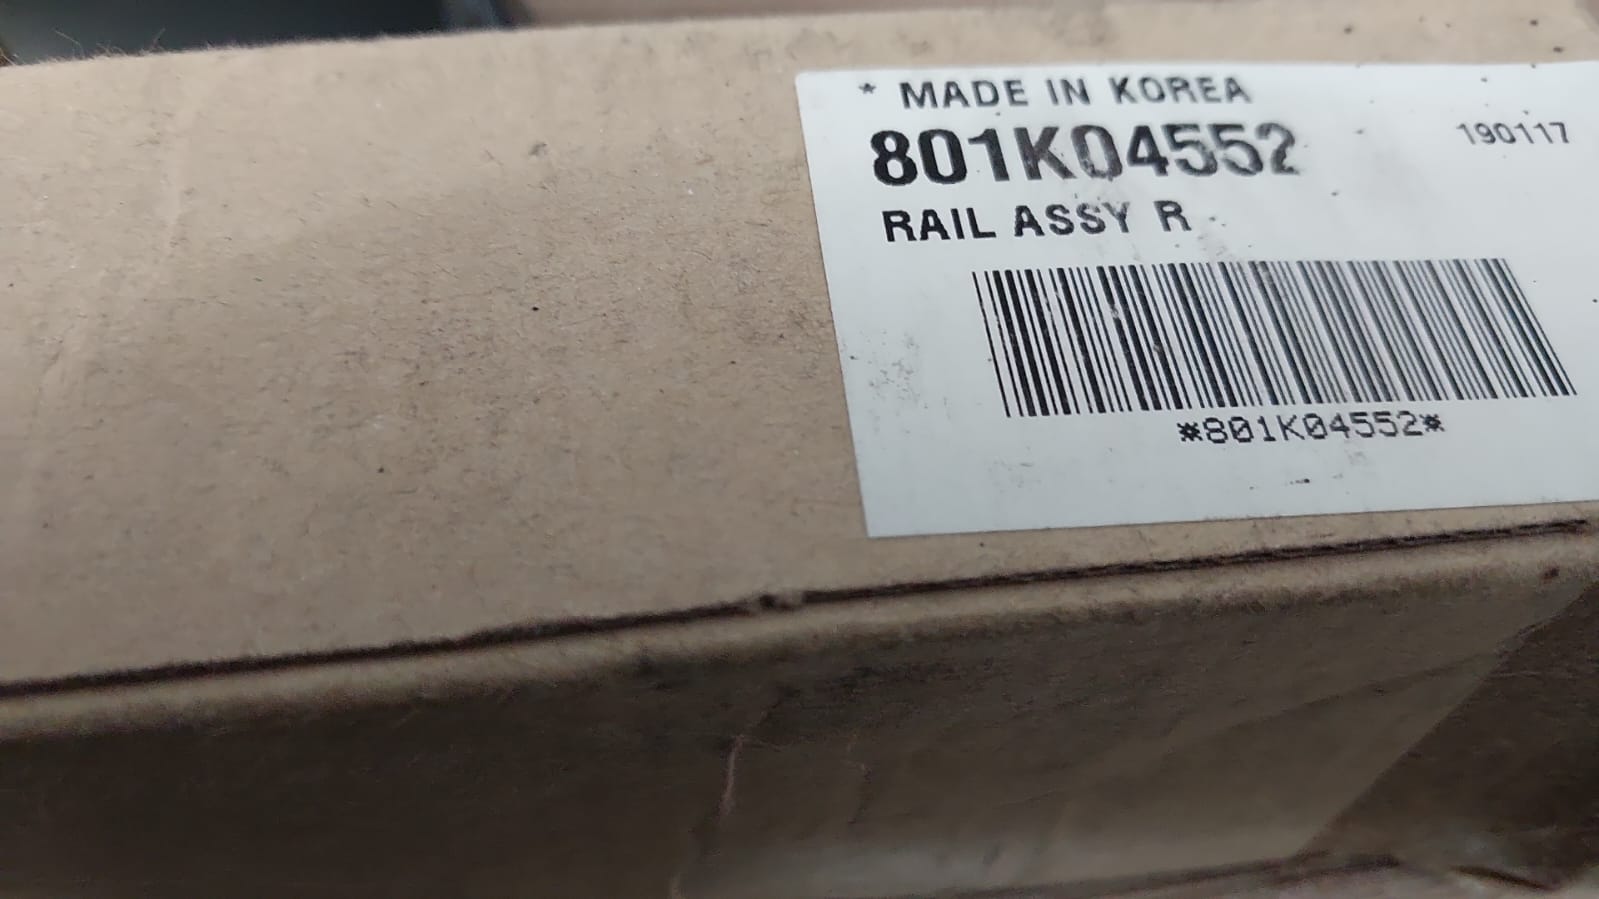 * MADE IN KOREA
801K04552
190117
RAIL ASSY R
*801K04552*